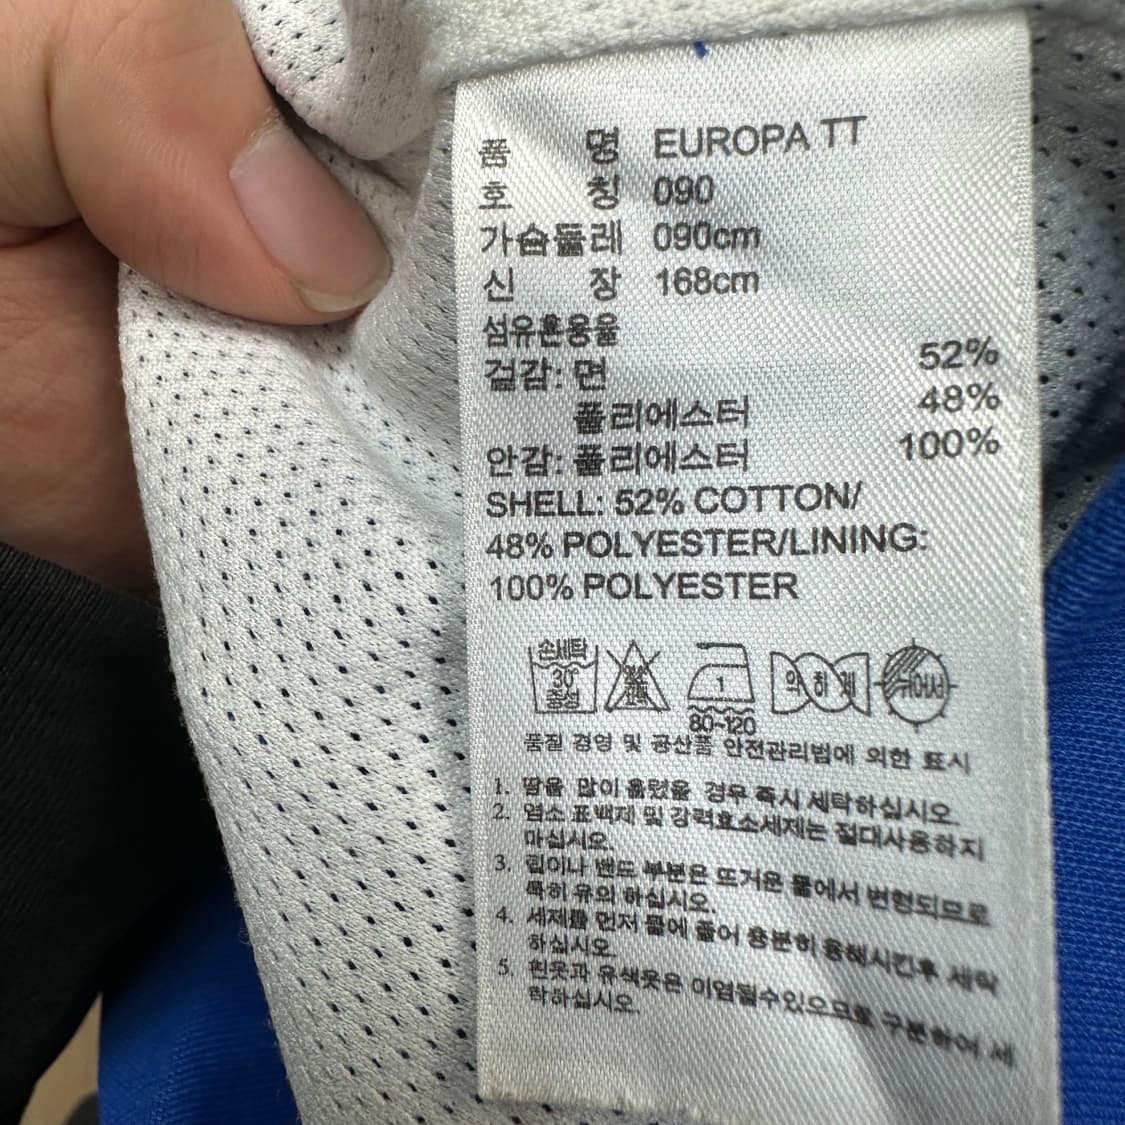 품 명 EUROPA TT
호 칭 090
가슴둘레 090cm
신 장 168cm
섬유혼용율
겉감: 면 52%
폴리에스터 48%
안감: 폴리에스터 100%
SHELL: 52% COTTON/
48% POLYESTER/LINING:
100% POLYESTER
손세탁
30°
중성
염소
표백
1
80~120
약하게
뉘어서
품질 경영 및 공산품 안전관리법에 의한 표시
1. 땀을 많이 흘렸을 경우 즉시 세탁하십시오.
2. 염소 표백제 및 강력효소세제는 절대사용하지
마십시오.
3. 립이나 밴드 부분은 뜨거운 물에서 변형되므로
특히 유의 하십시오.
4. 세제를 먼저 물에 풀어 충분히 용해시킨후 세탁
하십시오.
5. 흰옷과 유색옷은 이염될수있으므로 구분하여 세
탁하십시오.